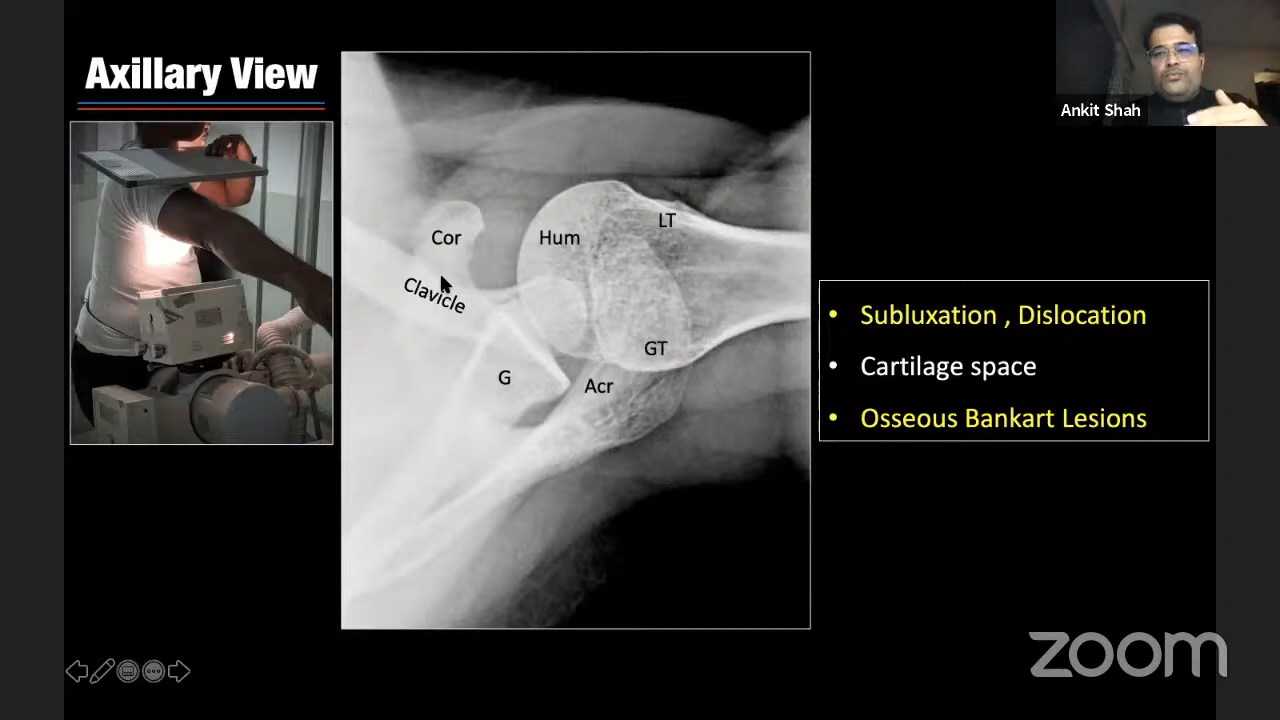 Axillary View
Ankit Shah
Cor
Hum
LT
Clavicle
GT
G
Acr
• Subluxation , Dislocation
• Cartilage space
• Osseous Bankart Lesions
zoom